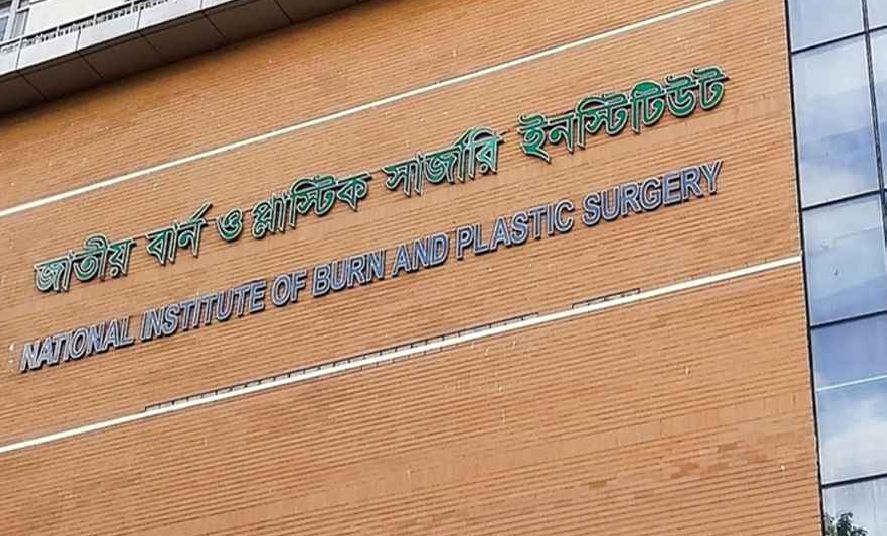 জাতীয় বার্ন ও প্লাস্টিক সার্জারি ইনস্টিটিউট
NATIONAL INSTITUTE OF BURN AND PLASTIC SURGERY